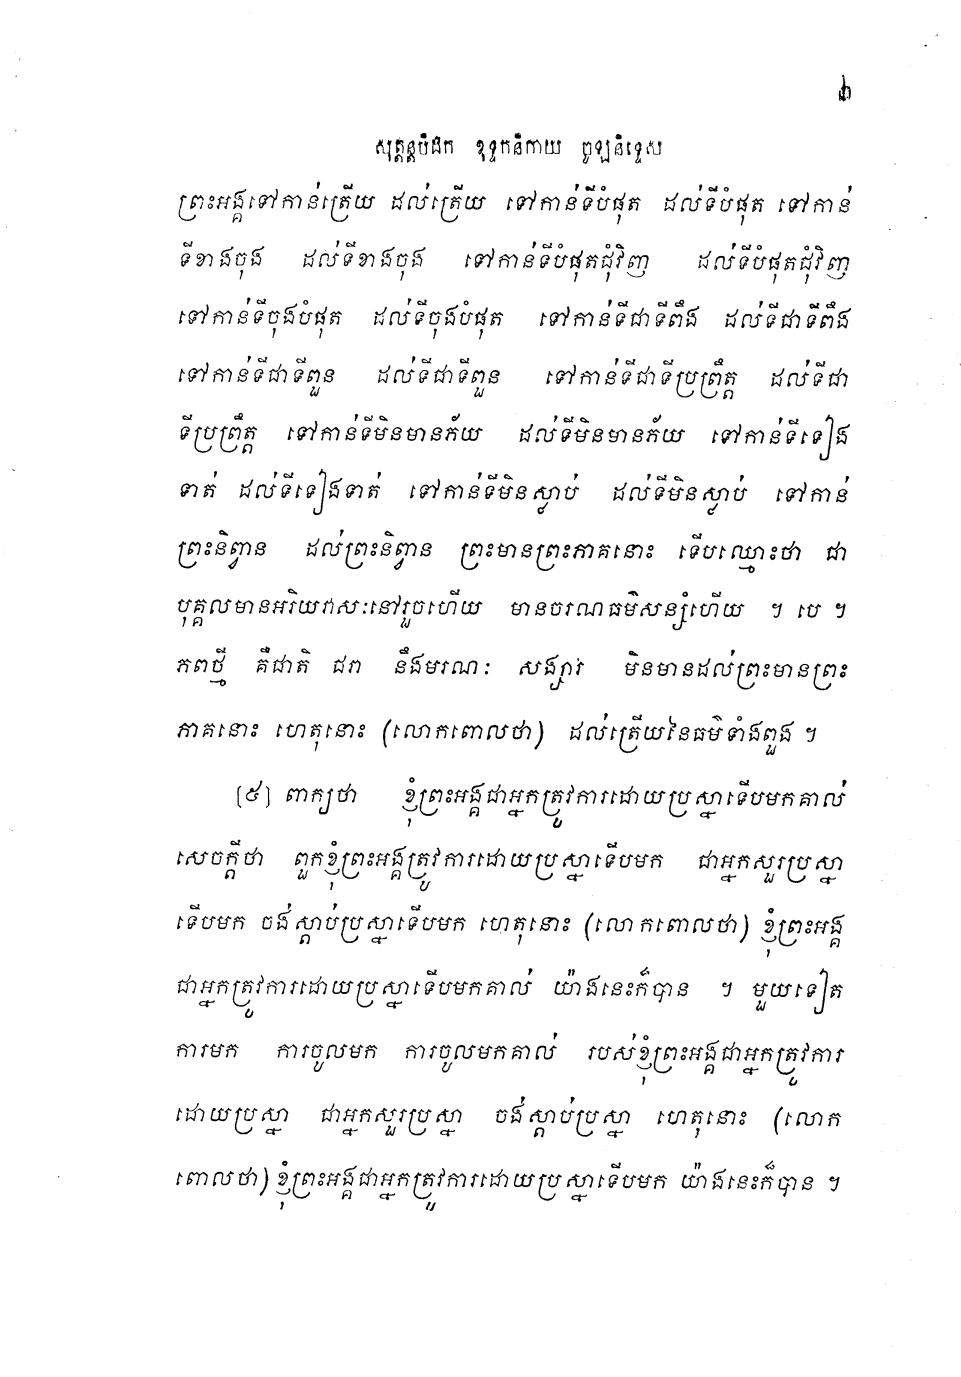 សុត្តន្តបិដក ខុទ្ទកនិកាយ ចូឡនិទ្ទេស
ព្រះអង្គទៅកាន់ត្រើយ ដល់ត្រើយ ទៅកាន់ទីបំផុត ដល់ទីបំផុត ទៅកាន់
ទីខាងចុង ដល់ទីខាងចុង ទៅកាន់ទីបំផុតជុំវិញ ដល់ទីបំផុតជុំវិញ
ទៅកាន់ទីចុងបំផុត ដល់ទីចុងបំផុត ទៅកាន់ទីជាទីពឹង ដល់ទីជាទីពឹង
ទៅកាន់ទីជាទីពួន ដល់ទីជាទីពួន ទៅកាន់ទីជាទីប្រព្រឹត្ត ដល់ទីជា
ទីប្រព្រឹត្ត ទៅកាន់ទីមិនមានភ័យ ដល់ទីមិនមានភ័យ ទៅកាន់ទីទៀង
ទាត់ ដល់ទីទៀងទាត់ ទៅកាន់ទីមិនស្លាប់ ដល់ទីមិនស្លាប់ ទៅកាន់
ព្រះនិព្វាន ដល់ព្រះនិព្វាន ព្រះមានព្រះភាគនោះ ទើបឈ្មោះថា ជា
បុគ្គលមានអរិយវាសៈនៅរួចហើយ មានចរណធម៌សន្សំហើយ ។ បេ ។
ភពថ្មី គឺជាតិ ជរា នឹងមរណៈ សង្សារ មិនមានដល់ព្រះមានព្រះ
ភាគនោះ ហេតុនោះ (លោកពោលថា) ដល់ត្រើយនៃធម៌ទាំងពួង ។
[៥] ពាក្យថា ខ្ញុំព្រះអង្គជាអ្នកត្រូវការដោយប្រស្នាទើបមកគាល់
សេចក្តីថា ពួកខ្ញុំព្រះអង្គត្រូវការដោយប្រស្នាទើបមក ជាអ្នកសួរប្រស្នា
ទើបមក ចង់ស្តាប់ប្រស្នាទើបមក ហេតុនោះ (លោកពោលថា) ខ្ញុំព្រះអង្គ
ជាអ្នកត្រូវការដោយប្រស្នាទើបមកគាល់ យ៉ាងនេះក៏បាន ។ មួយទៀត
ការមក ការចូលមក ការចូលមកគាល់ របស់ខ្ញុំព្រះអង្គជាអ្នកត្រូវការ
ដោយប្រស្នា ជាអ្នកសួរប្រស្នា ចង់ស្តាប់ប្រស្នា ហេតុនោះ (លោក
ពោលថា) ខ្ញុំព្រះអង្គជាអ្នកត្រូវការដោយប្រស្នាទើបមក យ៉ាងនេះក៏បាន ។